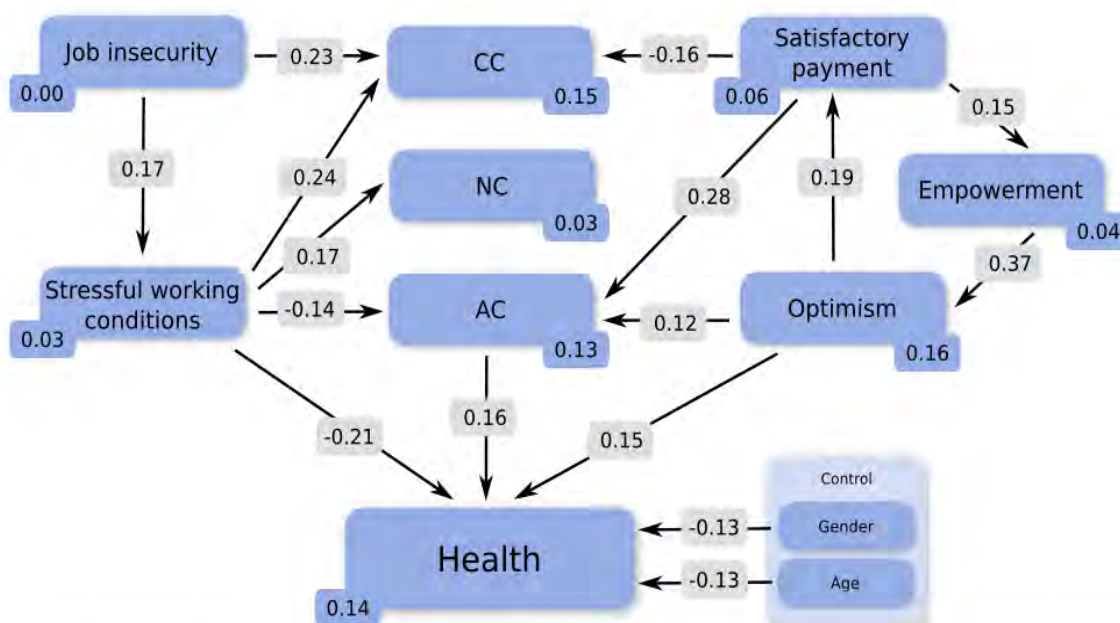 Job insecurity
0.00
0.23
CC
0.15
-0.16
Satisfactory
payment
0.06
0.15
0.17
0.24
NC
0.03
0.28
0.19
Empowerment
0.04
0.17
0.37
Stressful working
conditions
0.03
-0.14
AC
0.13
0.12
Optimism
0.16
-0.21
0.16
0.15
Control
Health
0.14
-0.13
Gender
-0.13
Age